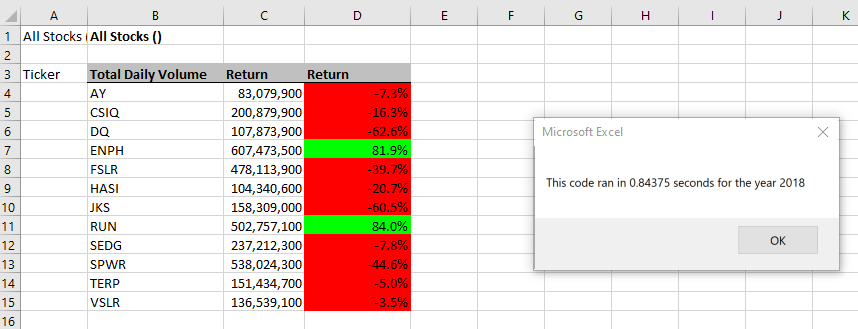 A B C D E F G H I J K
1 All Stocks ( All Stocks ()
2
3 Ticker Total Daily Volume Return Return
4 AY 83,079,900 -7.3%
5 CSIQ 200,879,900 -16.3%
6 DQ 107,873,900 -62.6%
7 ENPH 607,473,500 81.9%
8 FSLR 478,113,900 -39.7%
9 HASI 104,340,600 -20.7%
10 JKS 158,309,000 -60.5%
11 RUN 502,757,100 84.0%
12 SEDG 237,212,300 -7.8%
13 SPWR 538,024,300 -44.6%
14 TERP 151,434,700 -5.0%
15 VSLR 136,539,100 -3.5%
16
Microsoft Excel
This code ran in 0.84375 seconds for the year 2018
OK